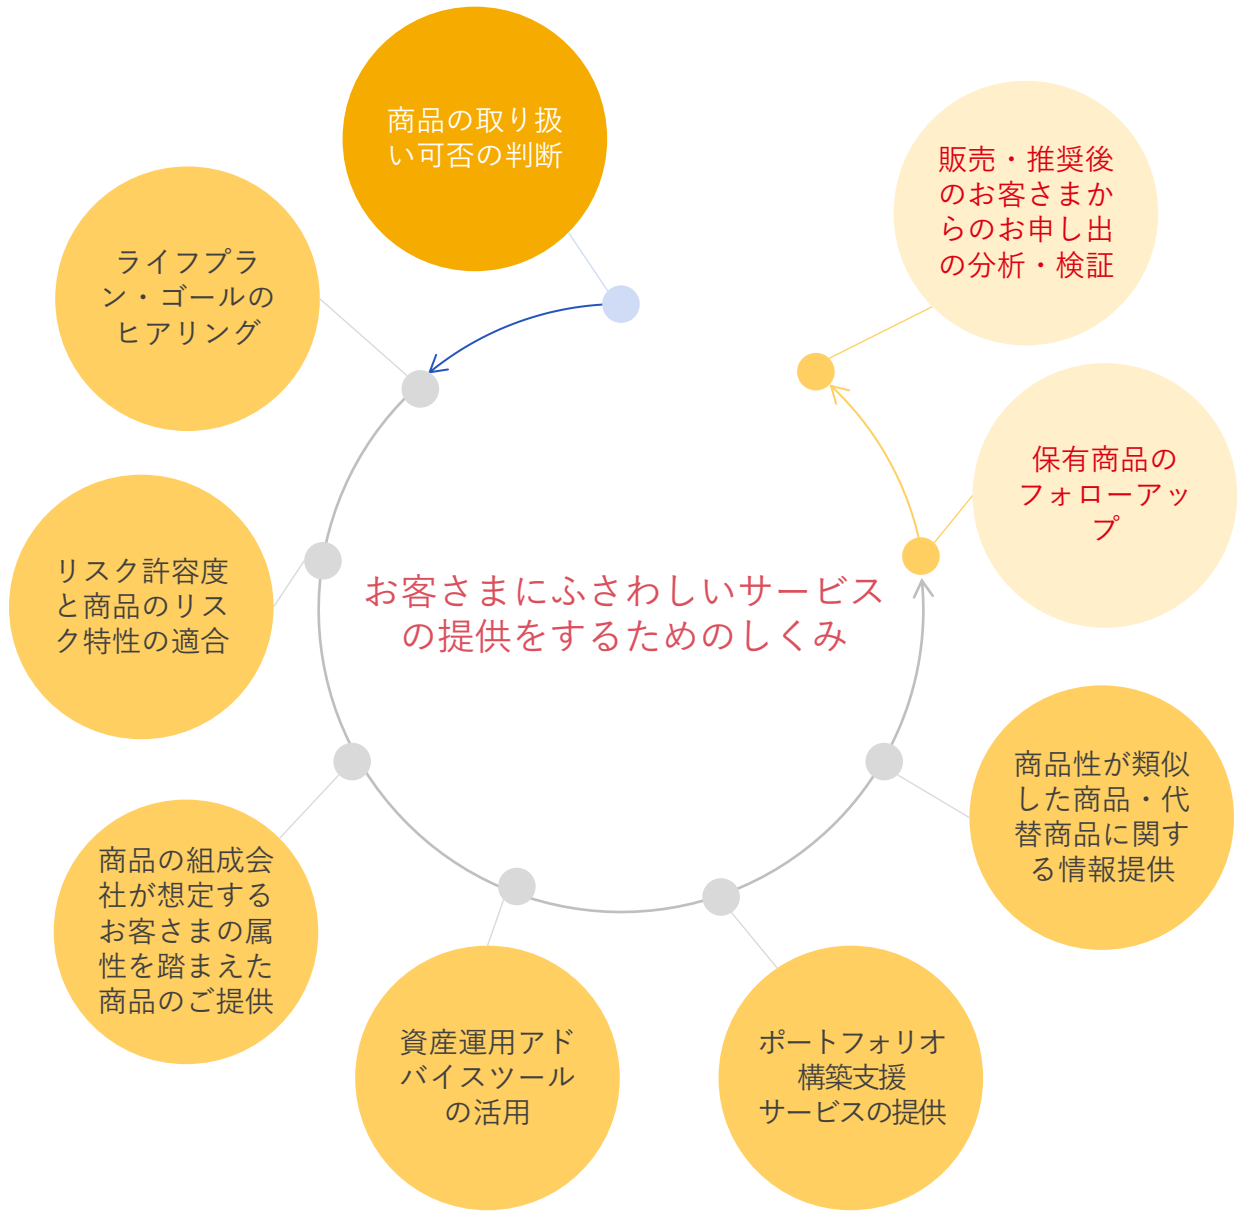 商品の取り扱
い可否の判断
ライフプラ
ン・ゴールの
ヒアリング
リスク許容度
と商品のリス
ク特性の適合
商品の組成会
社が想定する
お客さまの属
性を踏まえた
商品のご提供
資産運用アド
バイスツール
の活用
ポートフォリオ
構築支援
サービスの提供
商品性が類似
した商品・代
替商品に関す
る情報提供
保有商品の
フォローアッ
プ
販売・推奨後
のお客さまか
らのお申し出
の分析・検証
お客さまにふさわしいサービス
の提供をするためのしくみ